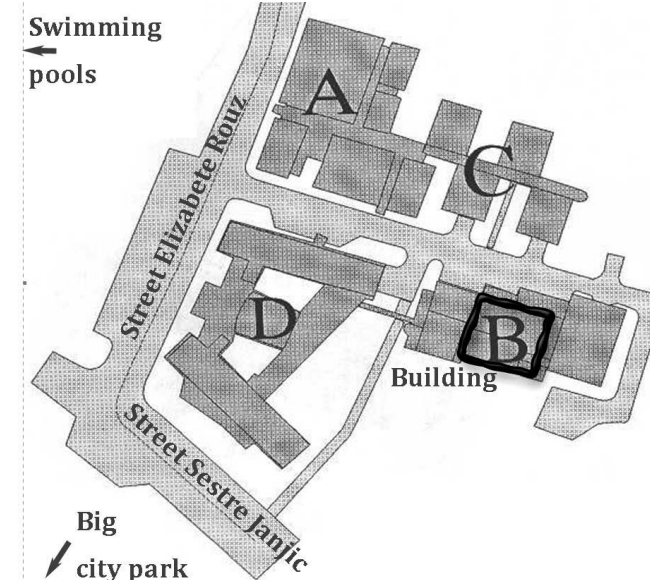 Swimming
pools
A
C
Street Elizabete Rouz
D
B
Building
Street Sestre Janjic
Big
city park